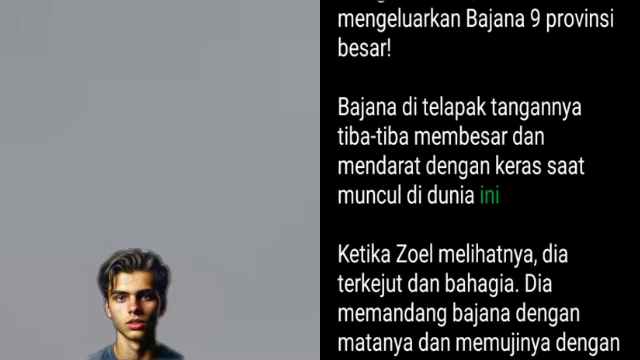 mengeluarkan Bajana 9 provinsi
besar!
Bajana di telapak tangannya
tiba-tiba membesar dan
mendarat dengan keras saat
muncul di dunia ini
Ketika Zoel melihatnya, dia
terkejut dan bahagia. Dia
memandang bajana dengan
matanya dan memujinya dengan